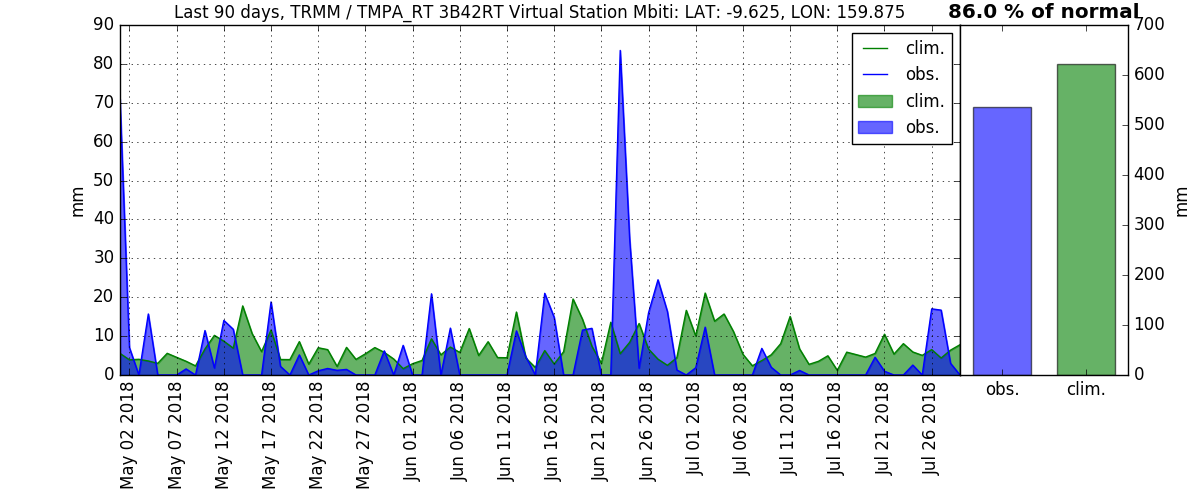 Last 90 days, TRMM / TMPA_RT 3B42RT Virtual Station Mbiti: LAT: -9.625, LON: 159.875
86.0 % of normal
90
80
70
60
50
40
30
20
10
0
mm
clim.
obs.
clim.
obs.
700
600
500
400
300
200
100
0
mm
May 02 2018
May 07 2018
May 12 2018
May 17 2018
May 22 2018
May 27 2018
Jun 01 2018
Jun 06 2018
Jun 11 2018
Jun 16 2018
Jun 21 2018
Jun 26 2018
Jul 01 2018
Jul 06 2018
Jul 11 2018
Jul 16 2018
Jul 21 2018
Jul 26 2018
obs.
clim.